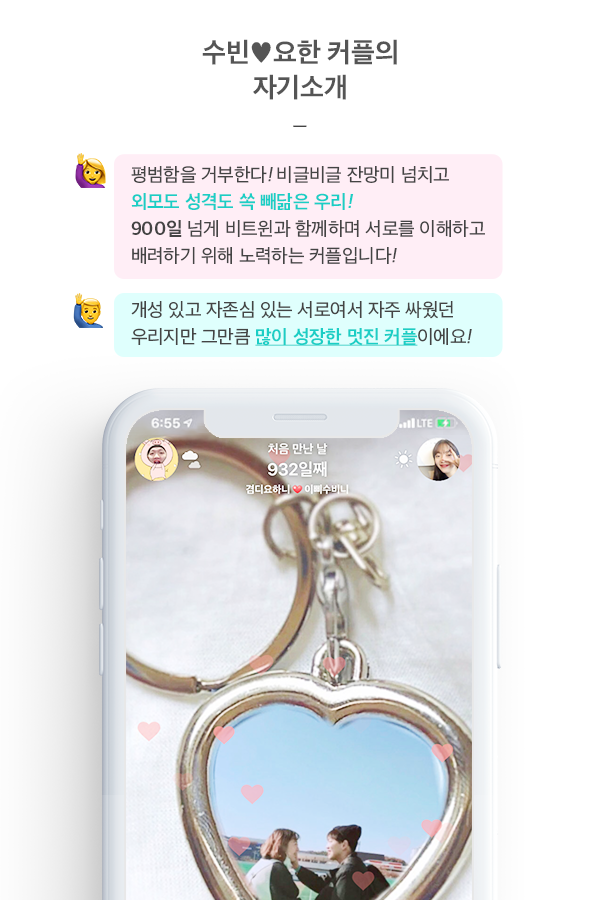 수빈♥요한 커플의
자기소개
평범함을 거부한다! 비글비글 잔망미 넘치고
외모도 성격도 쏙 빼닮은 우리!
900일 넘게 비트윈과 함께하며 서로를 이해하고
배려하기 위해 노력하는 커플입니다!
개성 있고 자존심 있는 서로여서 자주 싸웠던
우리지만 그만큼 많이 성장한 멋진 커플이에요!
6:55 LTE
처음 만난 날
932일째
겸디요하니 ❤ 이삐수비니